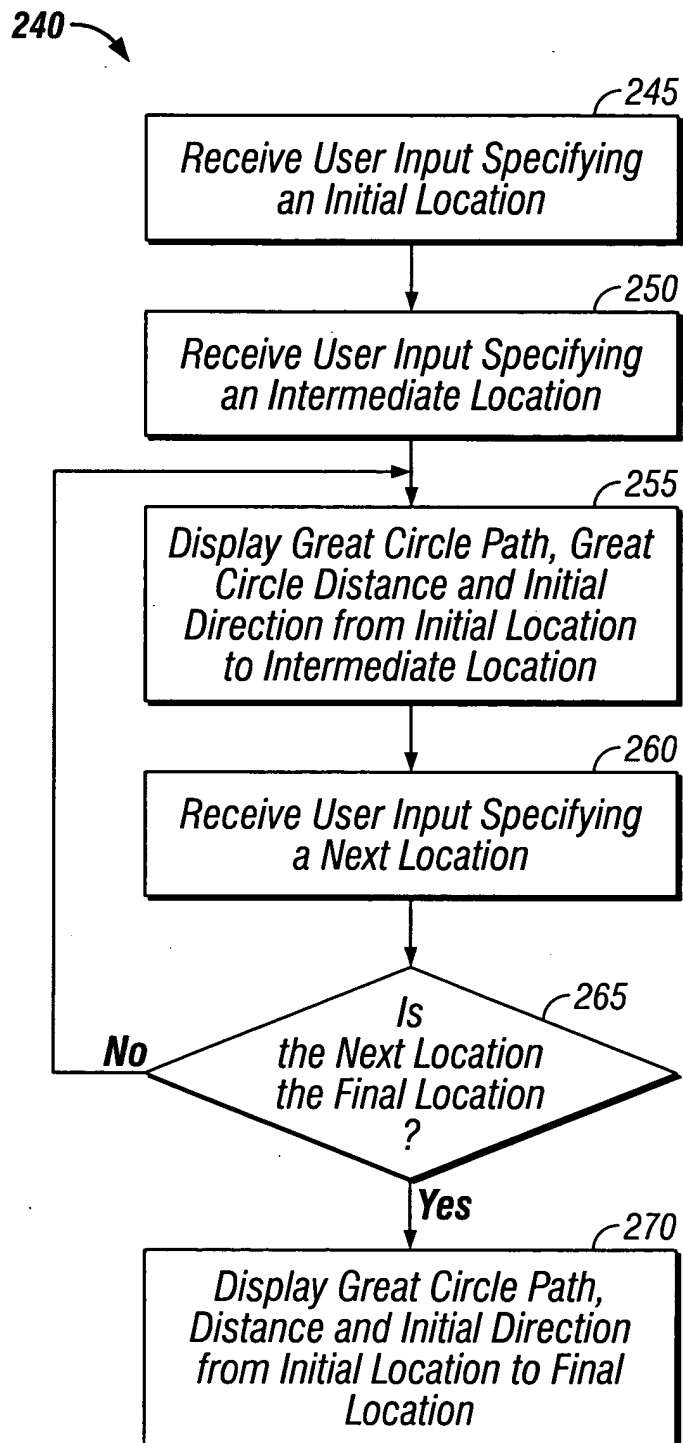 240
245
Receive User Input Specifying
an Initial Location
250
Receive User Input Specifying
an Intermediate Location
255
Display Great Circle Path, Great
Circle Distance and Initial
Direction from Initial Location
to Intermediate Location
260
Receive User Input Specifying
a Next Location
265
Is
the Next Location
the Final Location
?
No
Yes
270
Display Great Circle Path,
Distance and Initial Direction
from Initial Location to Final
Location